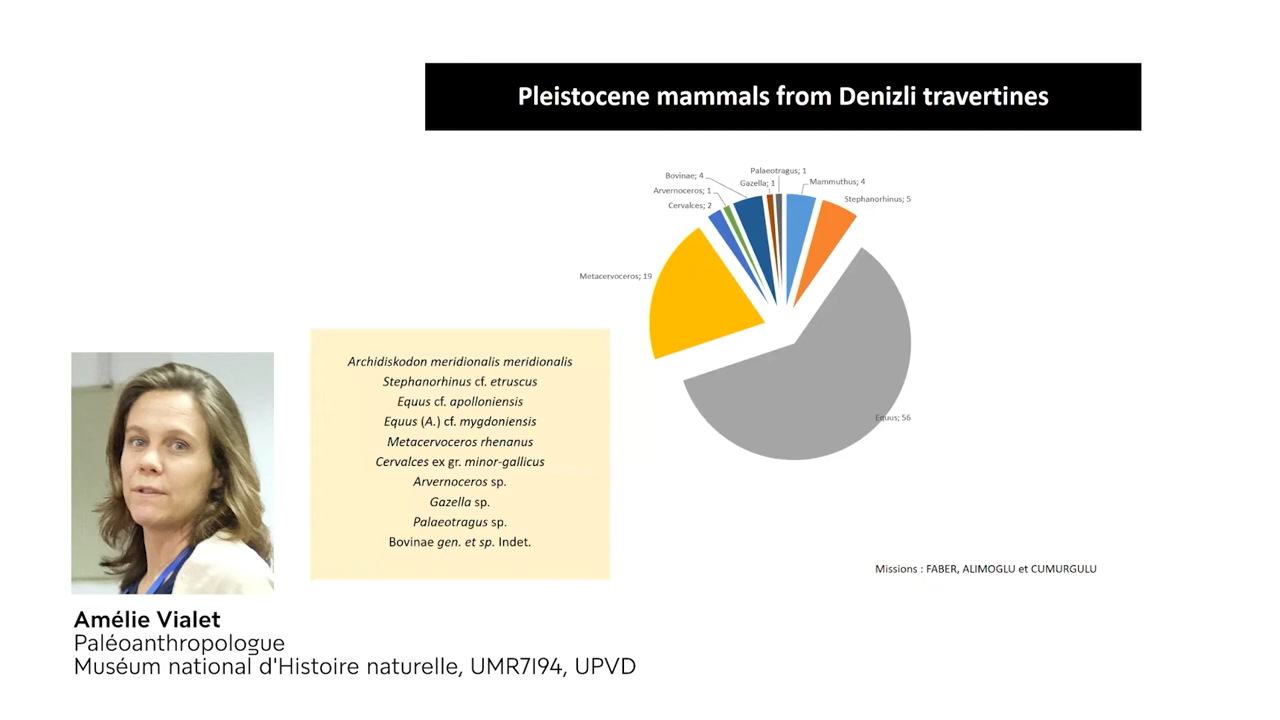 Pleistocene mammals from Denizli travertines
Palaeotragus; 1
Bovinae; 4
Gazella; 1
Mammuthus; 4
Arvernoceros; 1
Stephanorhinus; 5
Cervalces; 2
Metacervoceros; 19
Equus; 56
Archidiskodon meridionalis meridionalis
Stephanorhinus cf. etruscus
Equus cf. apolloniensis
Equus (A.) cf. mygdoniensis
Metacervoceros rhenanus
Cervalces ex gr. minor-gallicus
Arvernoceros sp.
Gazella sp.
Palaeotragus sp.
Bovinae gen. et sp. Indet.
Missions : FABER, ALIMOGLU et CUMURGULU
Amélie Vialet
Paléoanthropologue
Muséum national d'Histoire naturelle, UMR7194, UPVD